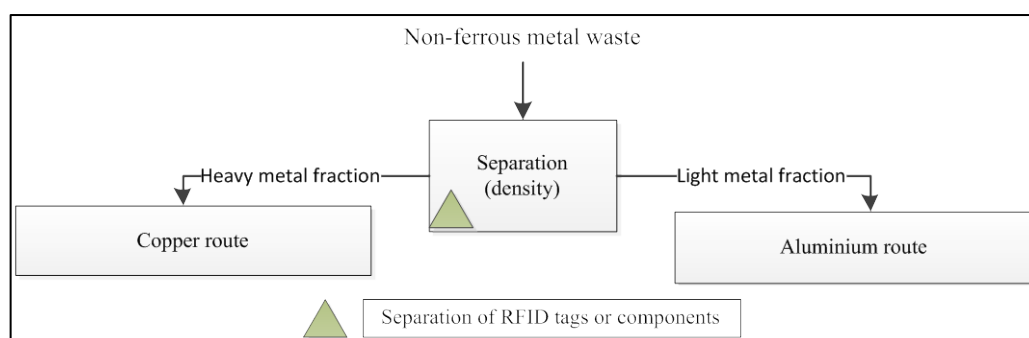 Non-ferrous metal waste
Separation
(density)
Heavy metal fraction
Light metal fraction
Copper route
Aluminium route
Separation of RFID tags or components